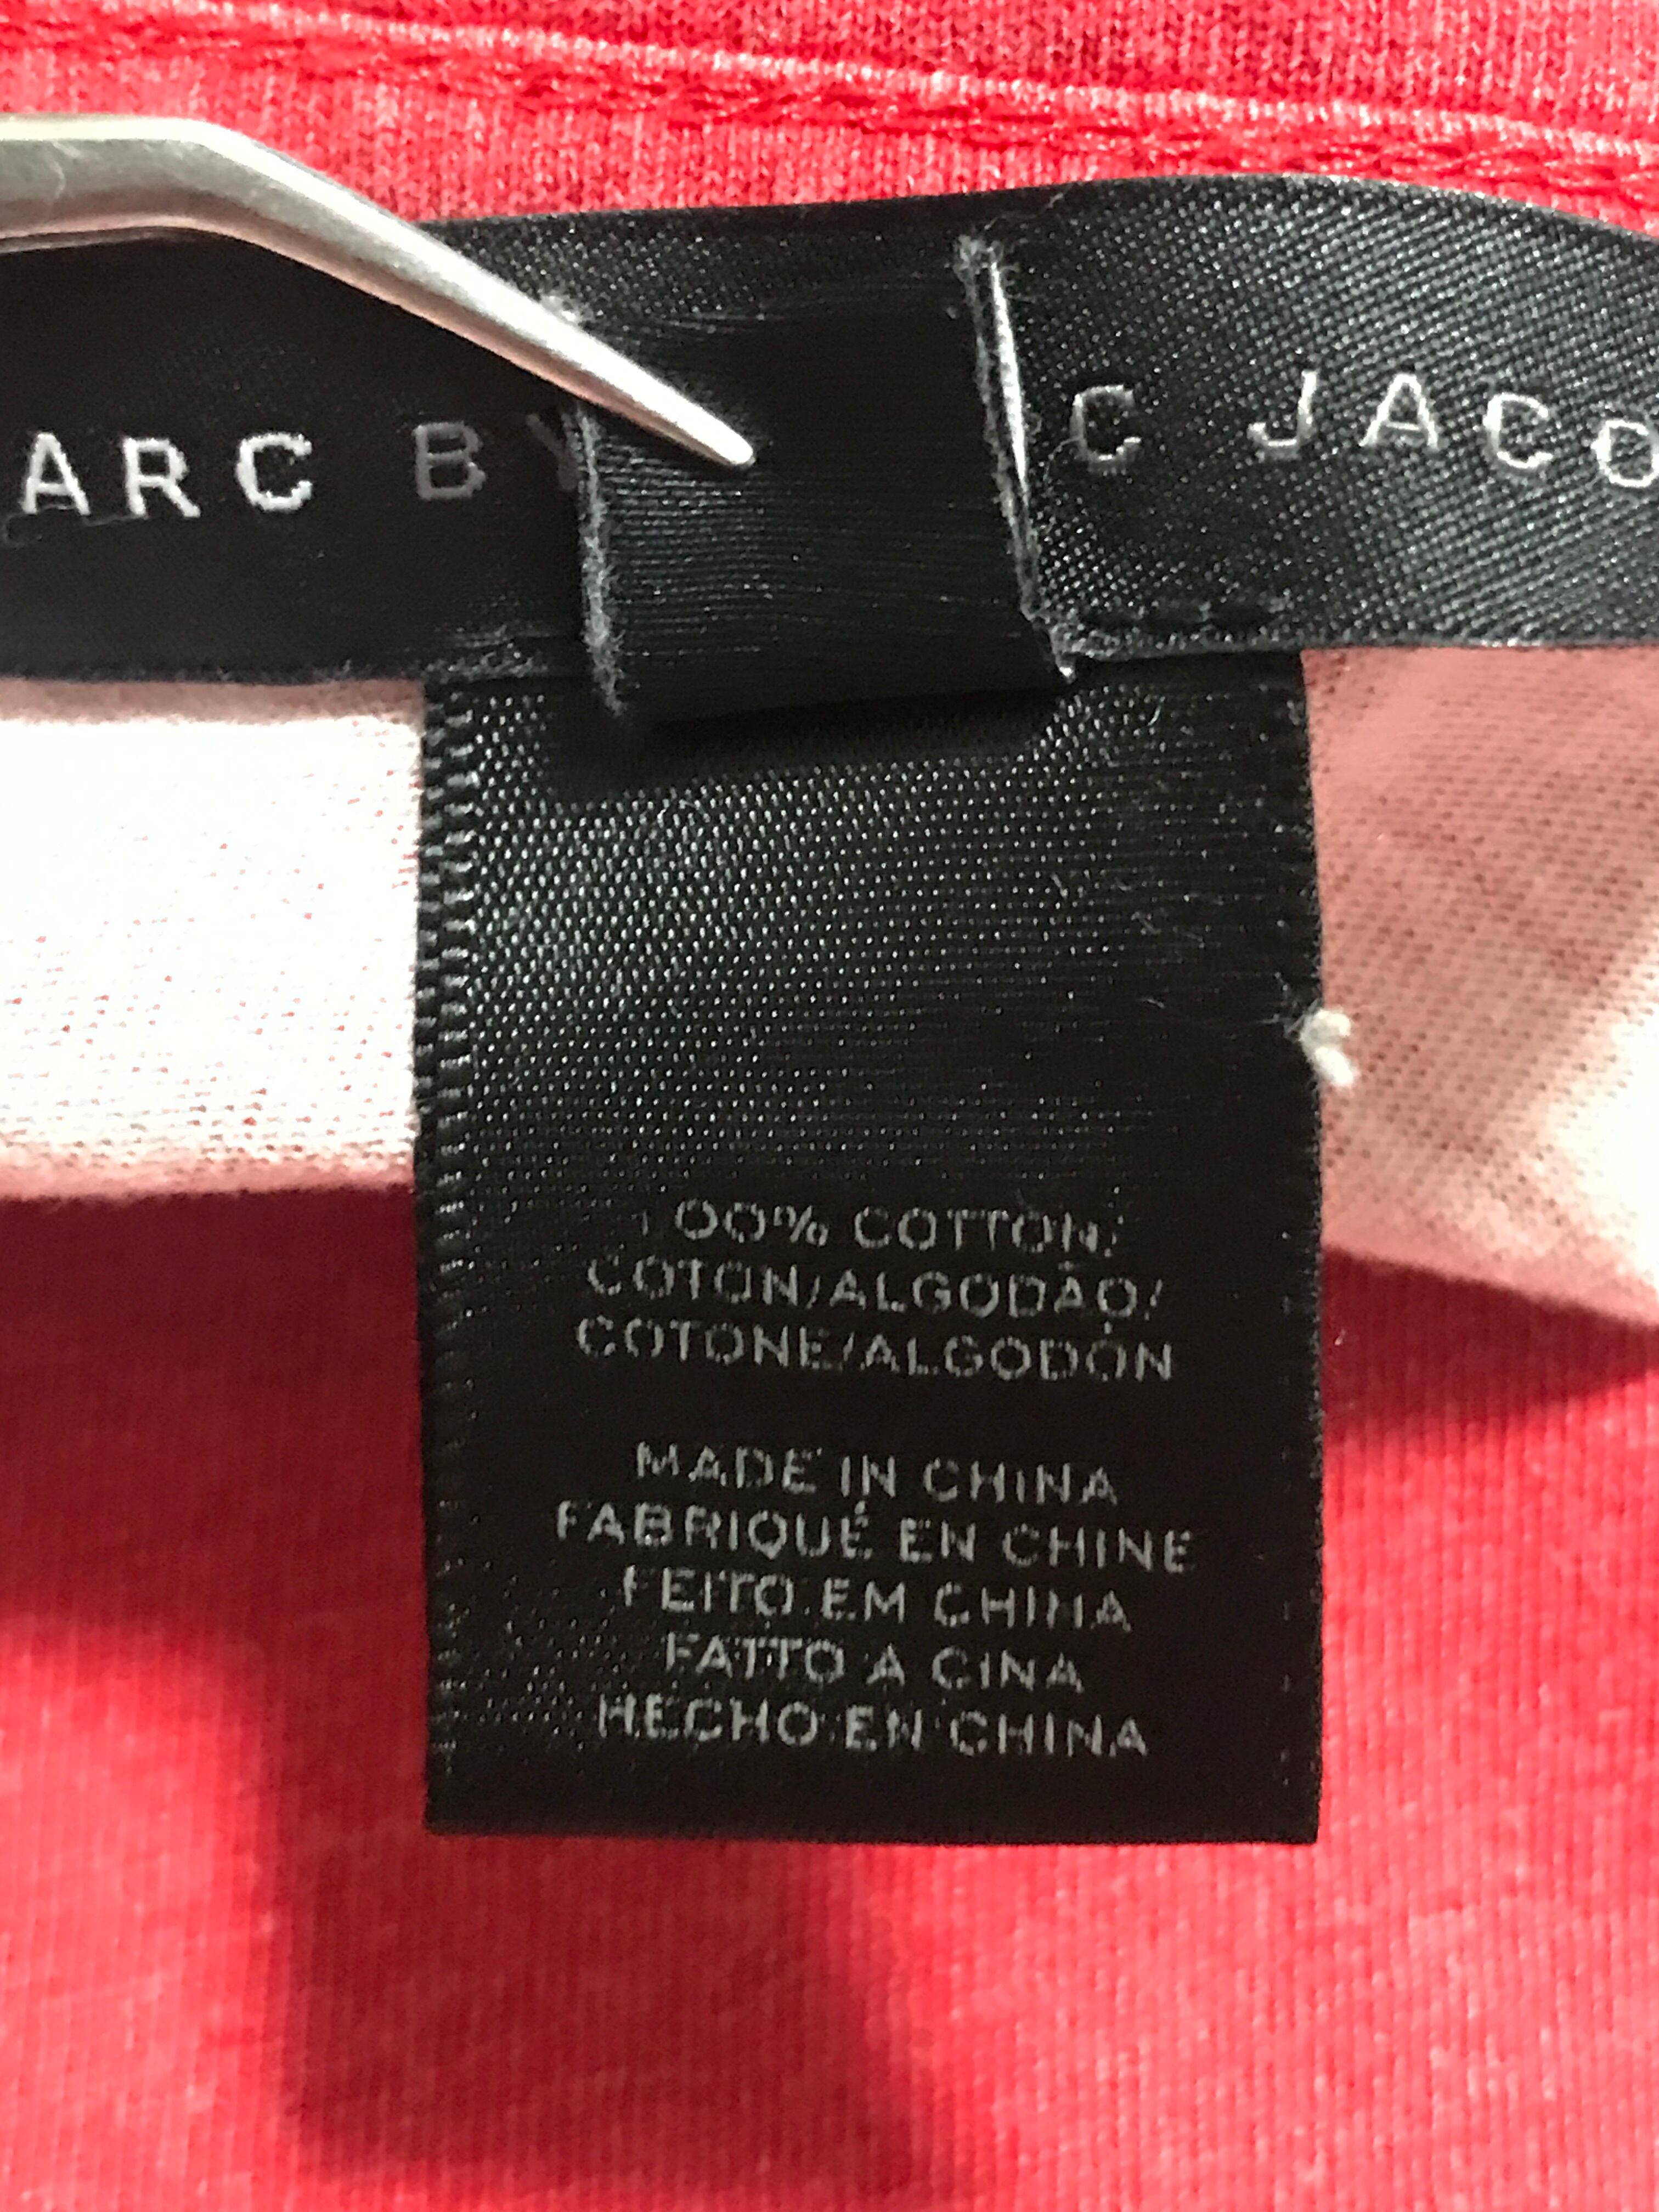 ARC BY C JACO
100% COTTON/
COTON/ALGODÃO/
COTONE/ALGODÓN
MADE IN CHINA
FABRIQUÉ EN CHINE
FEITO EM CHINA
FATTO A CINA
HECHO EN CHINA